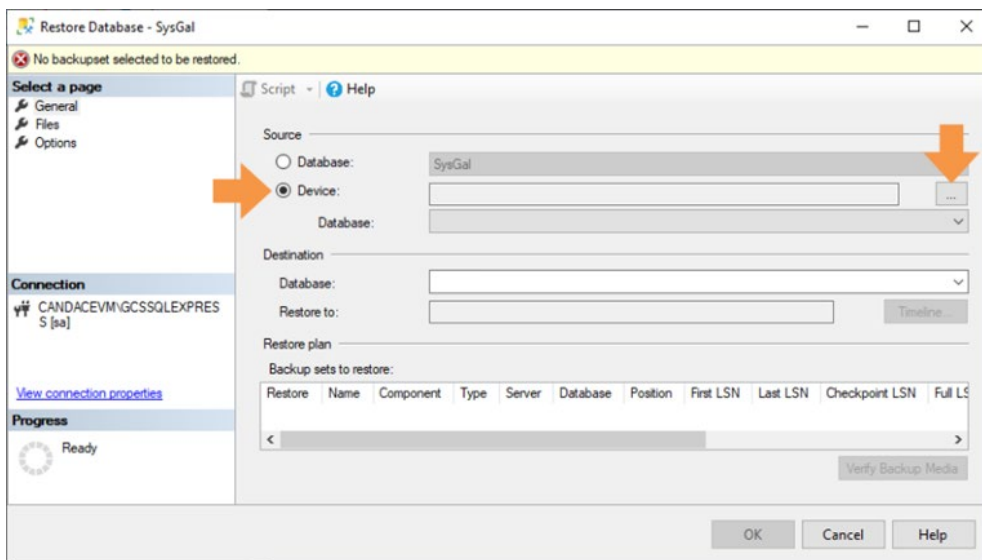 Restore Database - SysGal
No backupset selected to be restored.
Select a page
General
Files
Options
Script
Help
Source
Database:
SysGal
Device:
...
Database:
Destination
Database:
Restore to:
Timeline...
Restore plan
Backup sets to restore:
Restore Name Component Type Server Database Position First LSN Last LSN Checkpoint LSN Full LS
Verify Backup Media
Connection
CANDACEVM\GCSSQLEXPRES
S [sa]
View connection properties
Progress
Ready
OK Cancel Help